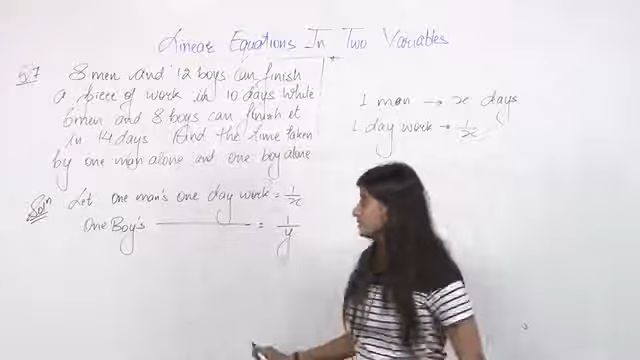 Linear Equations In Two Variables
Q.7 8 men and 12 boys can finish
a piece of work in 10 days while
6 men and 8 boys can finish it
in 14 days. Find the time taken
by one man alone and one boy alone
1 man → x days
1 day work → 1/x
Soln Let one man's one day work = 1/x
One Boy's ——— = 1/y